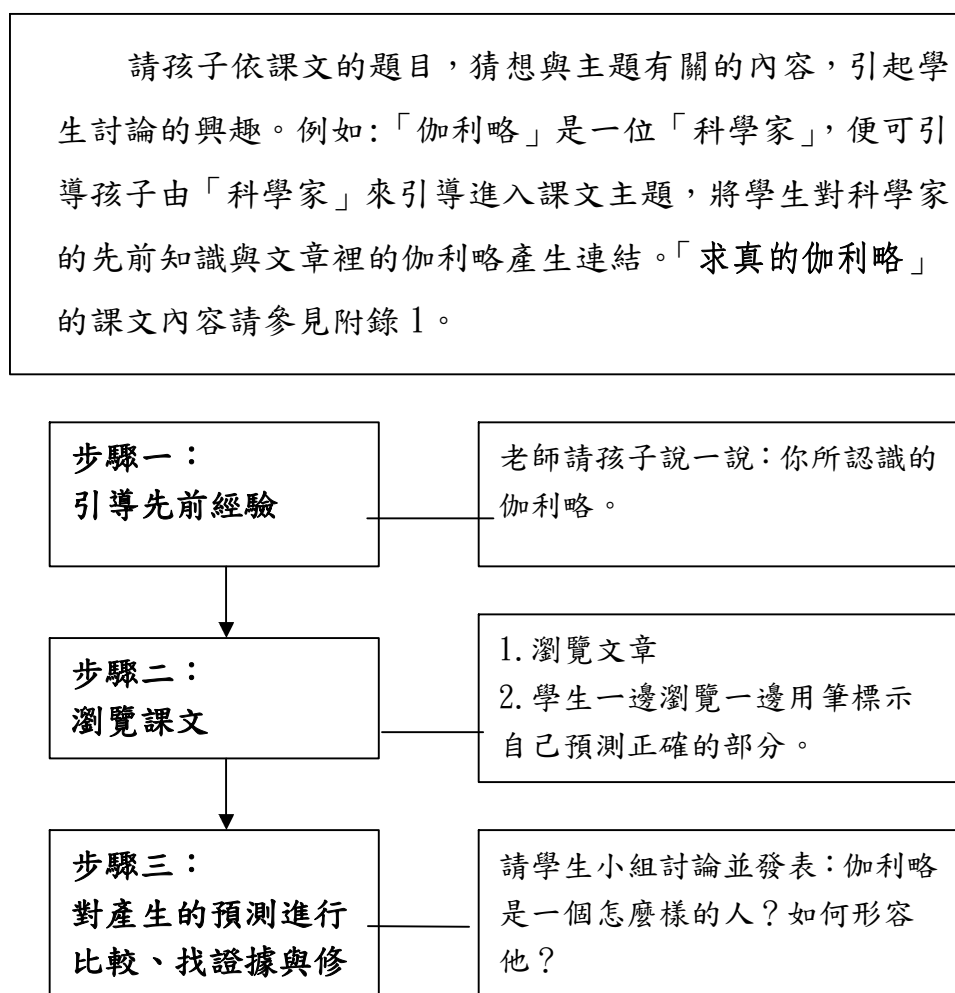 請孩子依課文的題目，猜想與主題有關的內容，引起學
生討論的興趣。例如：「伽利略」是一位「科學家」，便可引
導孩子由「科學家」來引導進入課文主題，將學生對科學家
的先前知識與文章裡的伽利略產生連結。「求真的伽利略」
的課文內容請參見附錄 1。
步驟一：
引導先前經驗
老師請孩子說一說：你所認識的
伽利略。
步驟二：
瀏覽課文
1.瀏覽文章
2.學生一邊瀏覽一邊用筆標示
自己預測正確的部分。
步驟三：
對產生的預測進行
比較、找證據與修
請學生小組討論並發表：伽利略
是一個怎麼樣的人？如何形容
他？